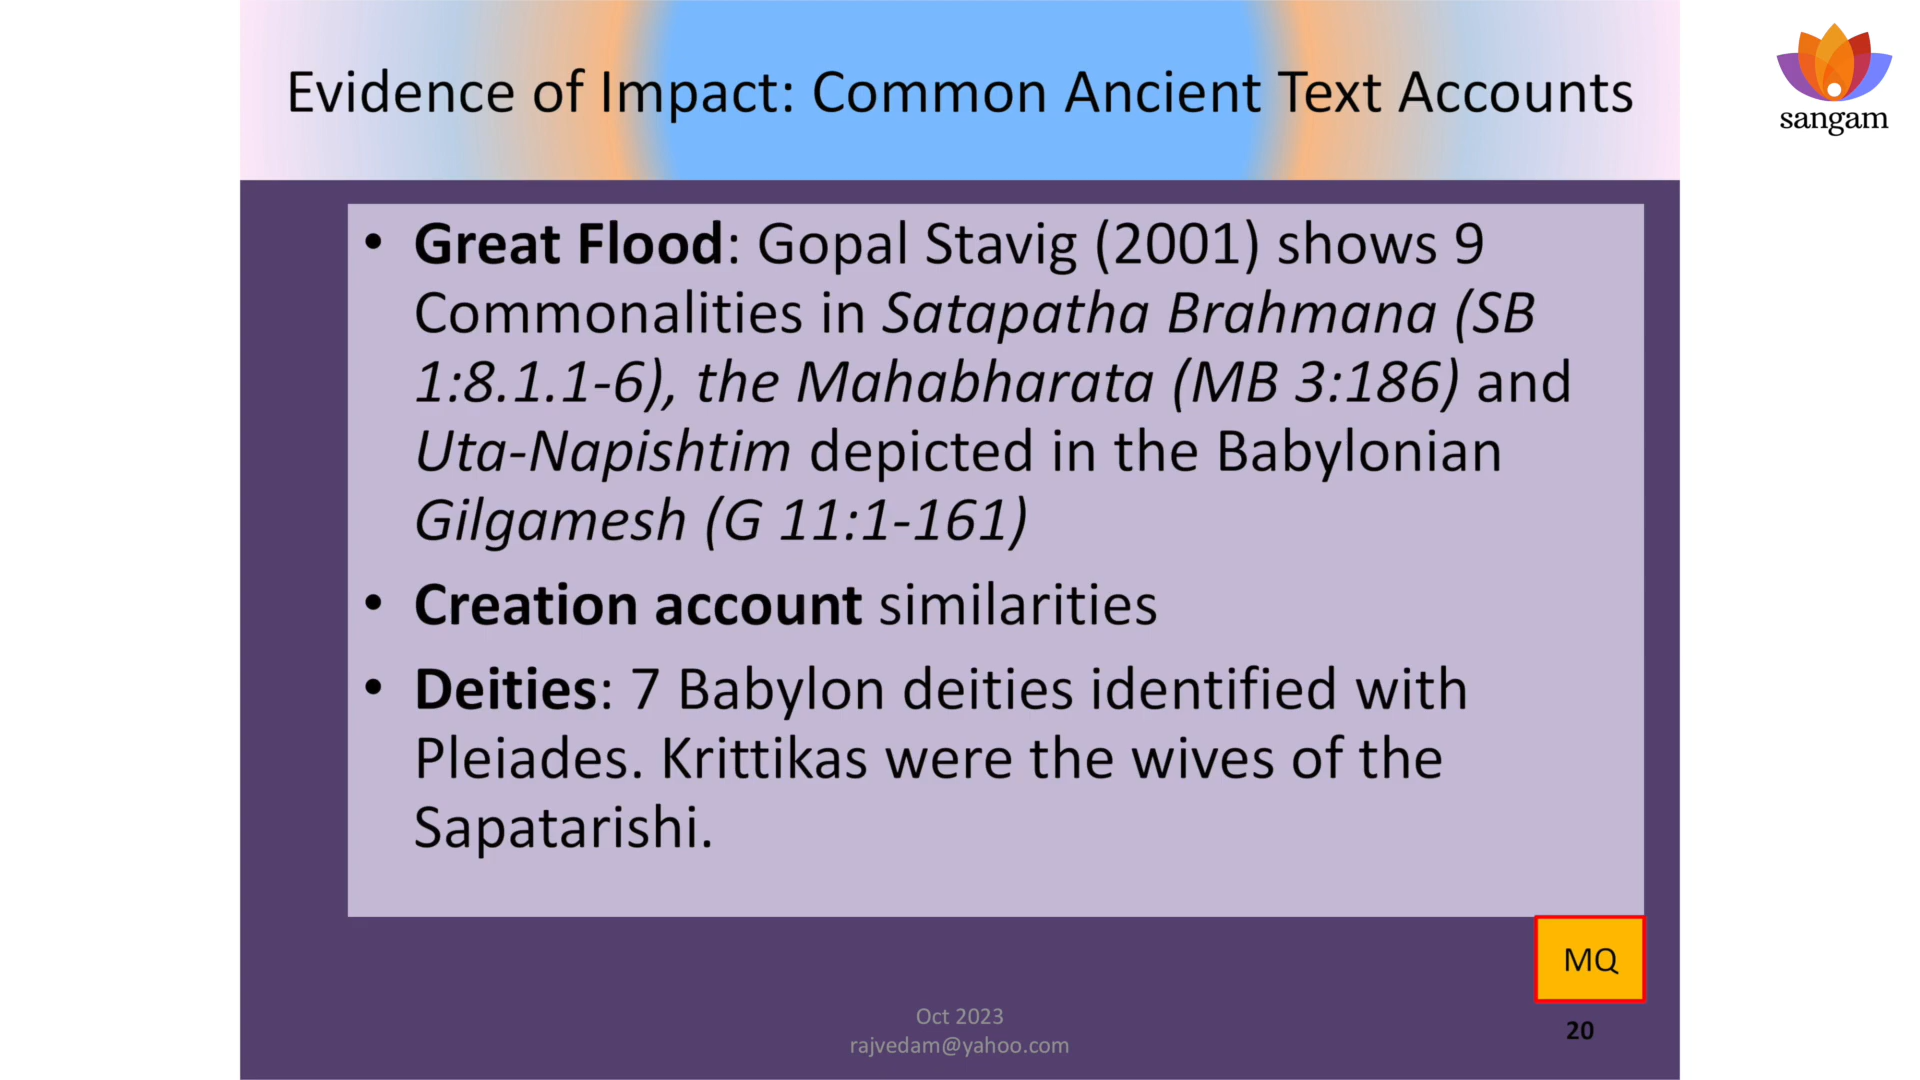 Evidence of Impact: Common Ancient Text Accounts
sangam
• Great Flood: Gopal Stavig (2001) shows 9
Commonalities in Satapatha Brahmana (SB
1:8.1.1-6), the Mahabharata (MB 3:186) and
Uta-Napishtim depicted in the Babylonian
Gilgamesh (G 11:1-161)
• Creation account similarities
• Deities: 7 Babylon deities identified with
Pleiades. Krittikas were the wives of the
Sapatarishi.
MQ
Oct 2023
rajvedam@yahoo.com
20